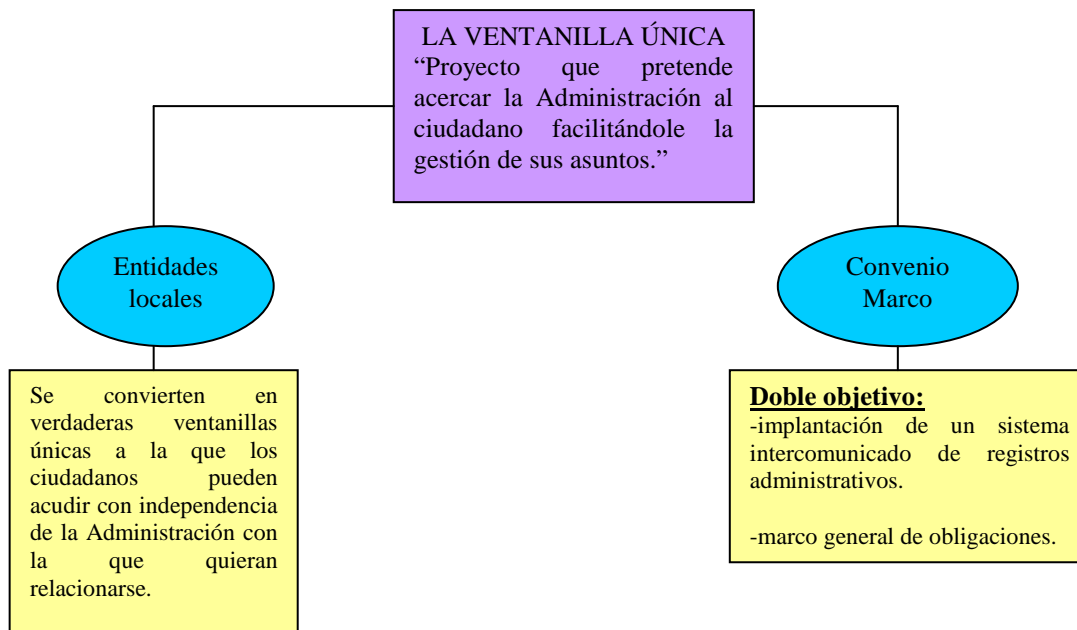 LA VENTANILLA ÚNICA
“Proyecto que pretende
acercar la Administración al
ciudadano facilitándole la
gestión de sus asuntos.”
Entidades
locales
Convenio
Marco
Se convierten en
verdaderas ventanillas
únicas a la que los
ciudadanos pueden
acudir con independencia
de la Administración con
la que quieran
relacionarse.
Doble objetivo:
-implantación de un sistema
intercomunicado de registros
administrativos.
-marco general de obligaciones.